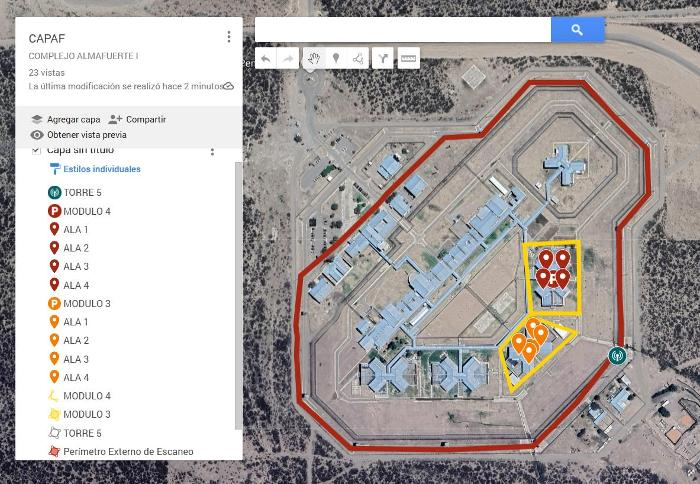 CAPAF
COMPLEJO ALMAFUERTE I
23 vistas
La última modificación se realizó hace 2 minutos
Agregar capa Compartir
Obtener vista previa
Capa sin título
Estilos individuales
TORRE 5
P MODULO 4
ALA 1
ALA 2
ALA 3
ALA 4
P MODULO 3
ALA 1
ALA 2
ALA 3
ALA 4
MODULO 4
MODULO 3
TORRE 5
Perímetro Externo de Escaneo